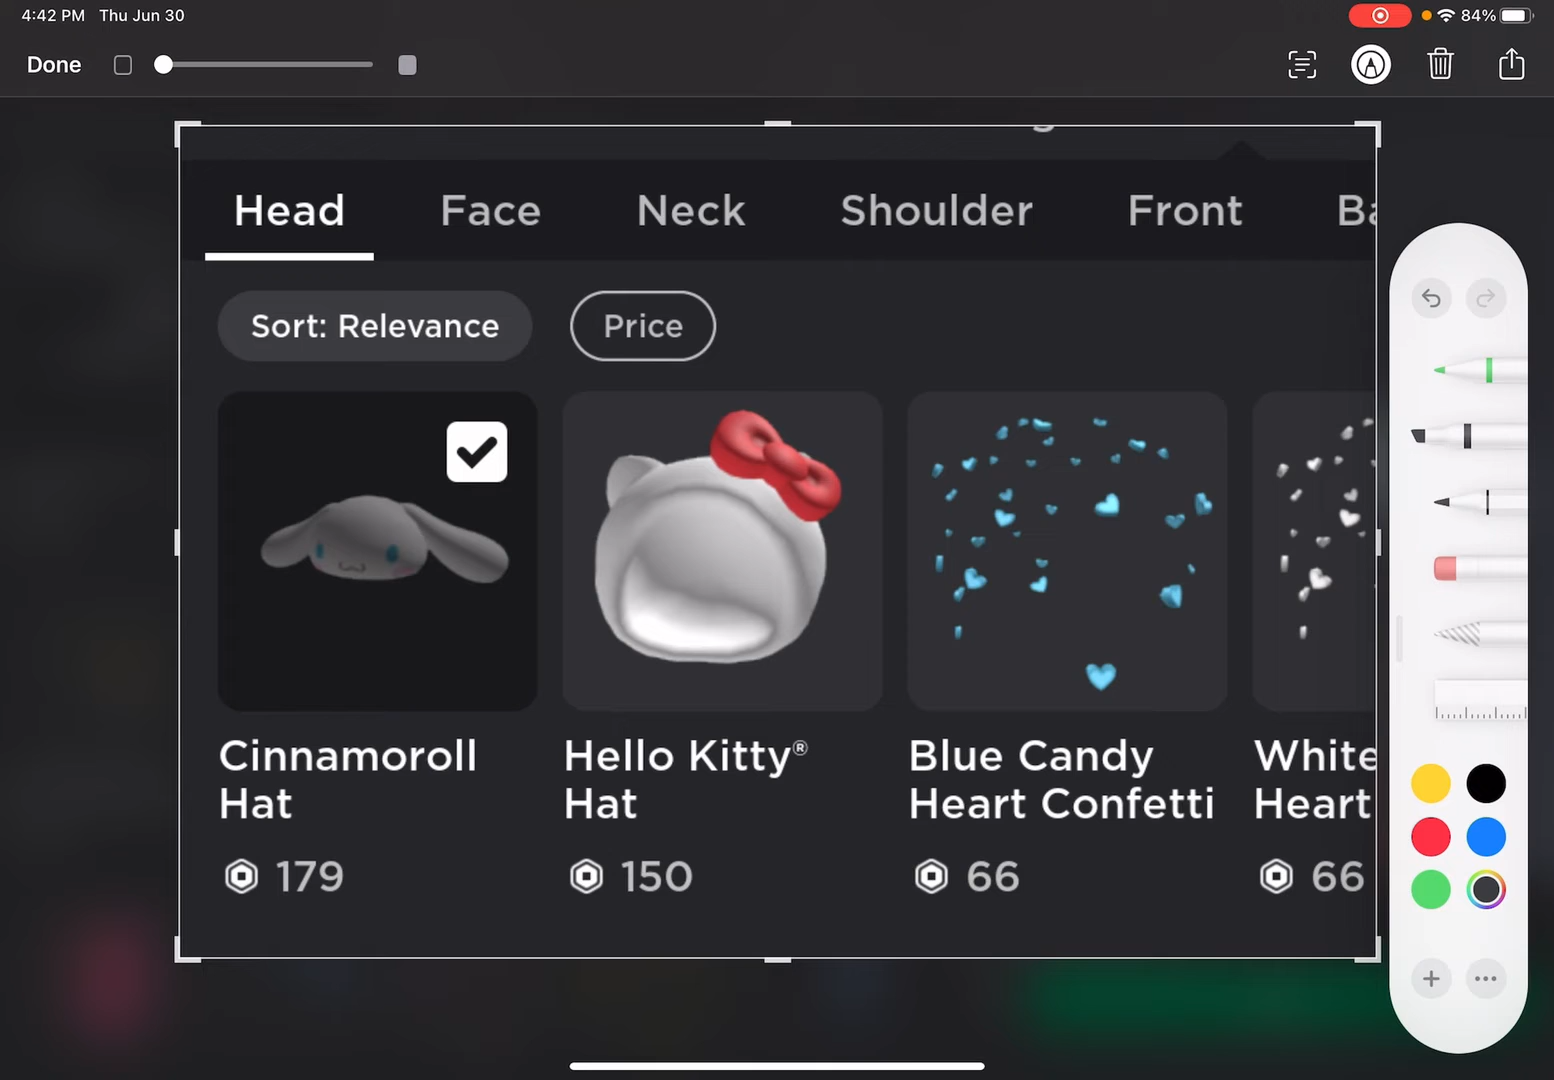 4:42 PM Thu Jun 30
84%
Done
Head Face Neck Shoulder Front Ba
Sort: Relevance Price
Cinnamoroll
Hat
179
Hello Kitty®
Hat
150
Blue Candy
Heart Confetti
66
White
Heart
66